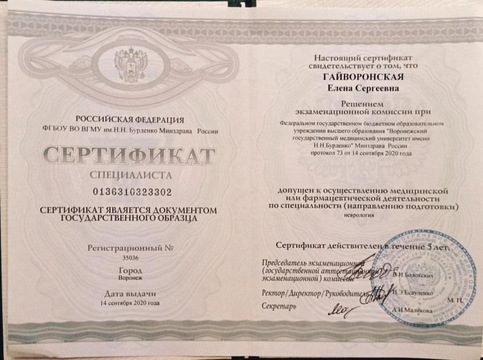 РОССИЙСКАЯ ФЕДЕРАЦИЯ
ФГБОУ ВО ВГМУ им.Н.Н. Бурденко Минздрава России
СЕРТИФИКАТ
СПЕЦИАЛИСТА
0136310323302
СЕРТИФИКАТ ЯВЛЯЕТСЯ ДОКУМЕНТОМ
ГОСУДАРСТВЕННОГО ОБРАЗЦА
Регистрационный №
35036
Город
Воронеж
Дата выдачи
14 сентября 2020 года
Настоящий сертификат
свидетельствует о том, что
ГАЙВОРОНСКАЯ
Елена Сергеевна
Решением
экзаменационной комиссии при
Федеральном государственном бюджетном образовательном
учреждении высшего образования "Воронежский
государственный медицинский университет имени
Н.Н.Бурденко" Минздрава России
протокол 73 от 14 сентября 2020 года
допущен к осуществлению медицинской
или фармацевтической деятельности
по специальности (направлению подготовки)
неврология
Сертификат действителен в течение 5 лет.
Председатель экзаменационной
(государственной аттестационной,
экзаменационной) комиссии
Ректор/Директор/Руководитель
И.Э.Есауленко
М. П.
Секретарь